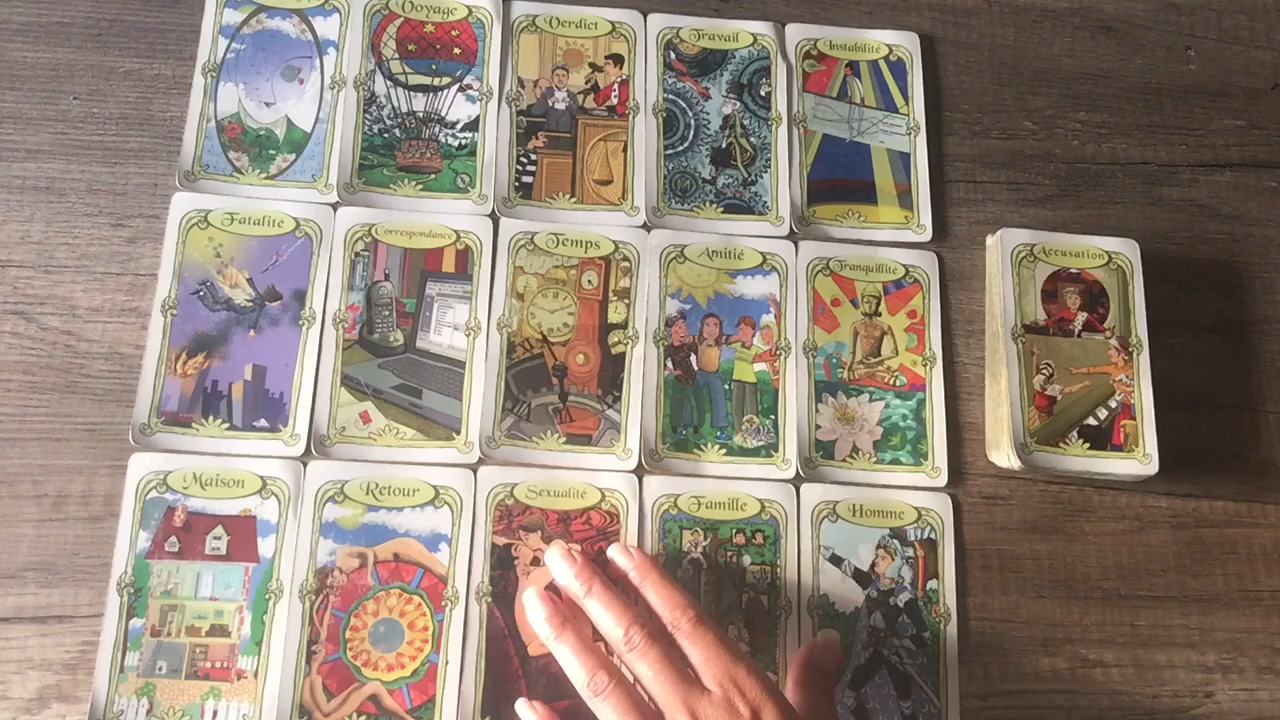 Voyage
Verdict
Travail
Instabilité
Fatalité
Correspondance
Temps
Amitié
Tranquillité
Accusation
Maison
Retour
Sexualité
Famille
Homme